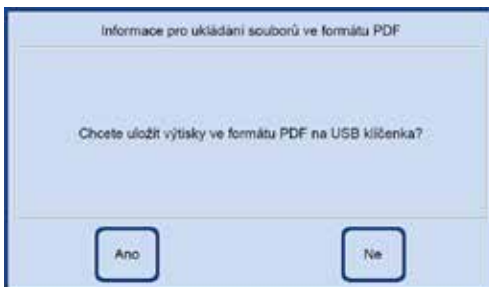 Informace pro ukládání souborů ve formátu PDF
Chcete uložit výtisky ve formátu PDF na USB klíčenka?
Ano
Ne